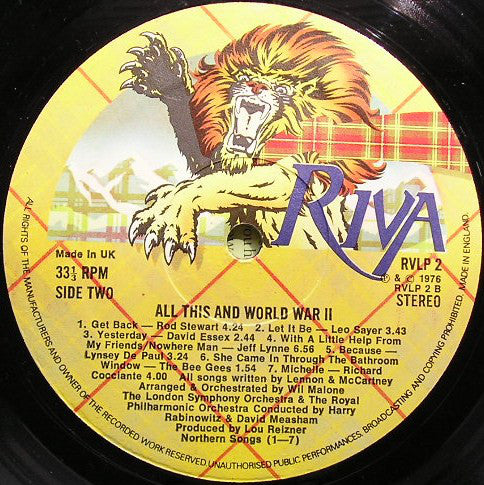 RIVA
Made in UK
33⅓ RPM
SIDE TWO
RVLP 2
℗ & © 1976
RVLP 2 B
STEREO
ALL THIS AND WORLD WAR II
1. Get Back — Rod Stewart 4.24 2. Let It Be — Leo Sayer 3.43
3. Yesterday — David Essex 2.44 4. With A Little Help From
My Friends/Nowhere Man — Jeff Lynne 7.36 5. Because —
Lynsey De Paul 3.34 6. She Came In Through The Bathroom
Window — The Bee Gees 1.50 7. Michelle — Richard
Cocciante 4.00 All songs written by Lennon & McCartney
Arranged & Orchestrated by Wil Malone
The London Symphony Orchestra & The Royal
Philharmonic Orchestra Conducted by Harry
Rabinowitz & David Measham
Produced by Lou Reizner
Northern Songs (1—7)
ALL RIGHTS OF THE MANUFACTURERS AND OWNER OF THE RECORDED WORK RESERVED. UNAUTHORISED PUBLIC PERFORMANCES, BROADCASTING AND COPYING PROHIBITED. MADE IN ENGLAND.